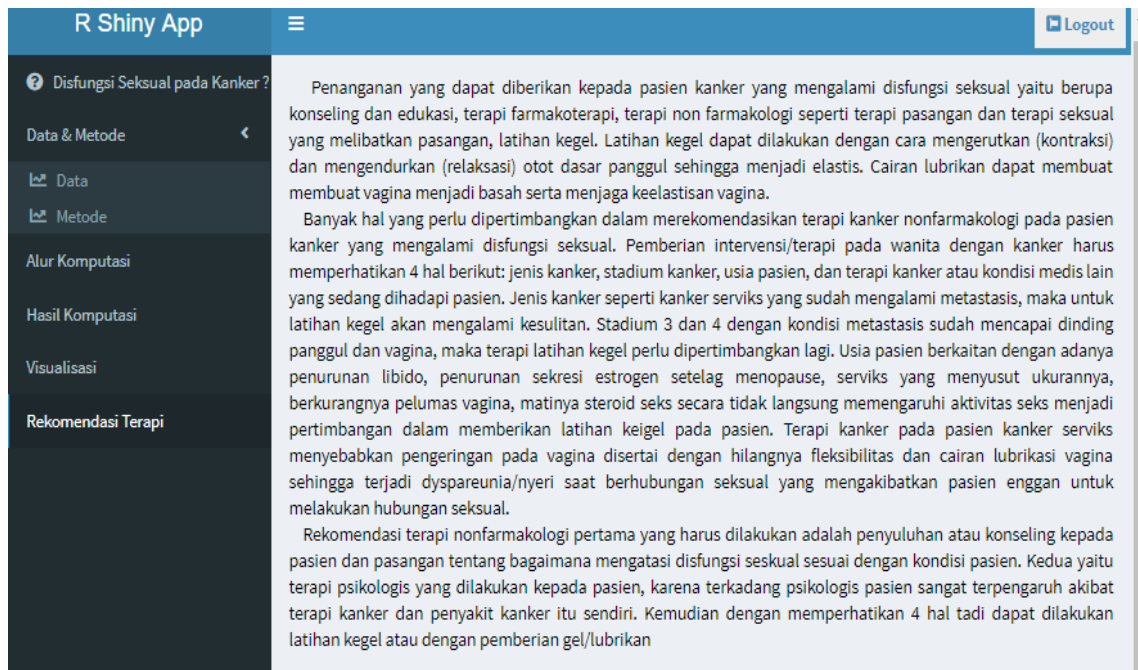 R Shiny App
Logout
Disfungsi Seksual pada Kanker ?
Data & Metode
Data
Metode
Alur Komputasi
Hasil Komputasi
Visualisasi
Rekomendasi Terapi
Penanganan yang dapat diberikan kepada pasien kanker yang mengalami disfungsi seksual yaitu berupa
konseling dan edukasi, terapi farmakoterapi, terapi non farmakologi seperti terapi pasangan dan terapi seksual
yang melibatkan pasangan, latihan kegel. Latihan kegel dapat dilakukan dengan cara mengerutkan (kontraksi)
dan mengendurkan (relaksasi) otot dasar panggul sehingga menjadi elastis. Cairan lubrikan dapat membuat
membuat vagina menjadi basah serta menjaga keelastisan vagina.
Banyak hal yang perlu dipertimbangkan dalam merekomendasikan terapi kanker nonfarmakologi pada pasien
kanker yang mengalami disfungsi seksual. Pemberian intervensi/terapi pada wanita dengan kanker harus
memperhatikan 4 hal berikut: jenis kanker, stadium kanker, usia pasien, dan terapi kanker atau kondisi medis lain
yang sedang dihadapi pasien. Jenis kanker seperti kanker serviks yang sudah mengalami metastasis, maka untuk
latihan kegel akan mengalami kesulitan. Stadium 3 dan 4 dengan kondisi metastasis sudah mencapai dinding
panggul dan vagina, maka terapi latihan kegel perlu dipertimbangkan lagi. Usia pasien berkaitan dengan adanya
penurunan libido, penurunan sekresi estrogen setelag menopause, serviks yang menyusut ukurannya,
berkurangnya pelumas vagina, matinya steroid seks secara tidak langsung memengaruhi aktivitas seks menjadi
pertimbangan dalam memberikan latihan keigel pada pasien. Terapi kanker pada pasien kanker serviks
menyebabkan pengeringan pada vagina disertai dengan hilangnya fleksibilitas dan cairan lubrikasi vagina
sehingga terjadi dyspareunia/nyeri saat berhubungan seksual yang mengakibatkan pasien enggan untuk
melakukan hubungan seksual.
Rekomendasi terapi nonfarmakologi pertama yang harus dilakukan adalah penyuluhan atau konseling kepada
pasien dan pasangan tentang bagaimana mengatasi disfungsi seskual sesuai dengan kondisi pasien. Kedua yaitu
terapi psikologis yang dilakukan kepada pasien, karena terkadang psikologis pasien sangat terpengaruh akibat
terapi kanker dan penyakit kanker itu sendiri. Kemudian dengan memperhatikan 4 hal tadi dapat dilakukan
latihan kegel atau dengan pemberian gel/lubrikan